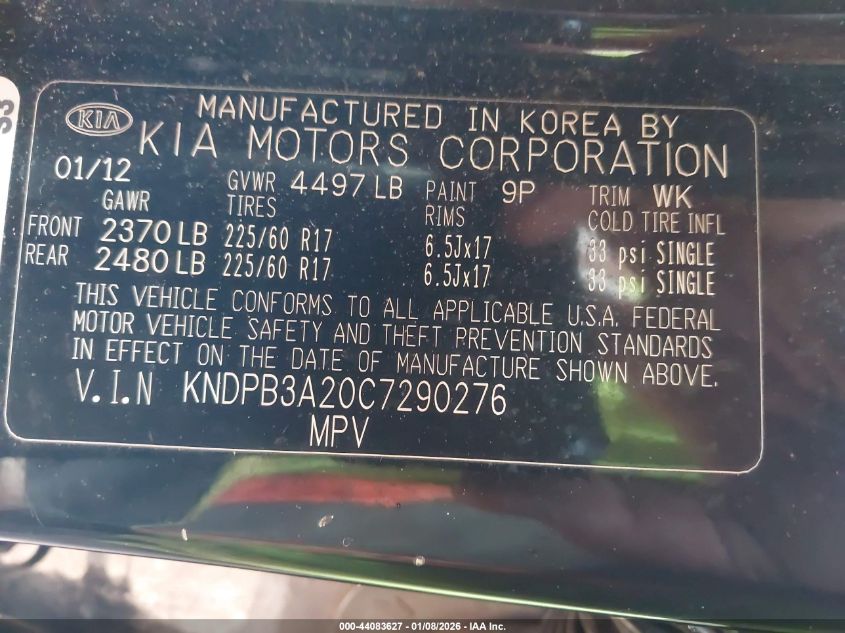 S3
KIA
MANUFACTURED IN KOREA BY
KIA MOTORS CORPORATION
01/12 GVWR 4497 LB PAINT 9P TRIM WK
GAWR TIRES RIMS COLD TIRE INFL
FRONT 2370 LB 225/60 R17 6.5Jx17 33 psi SINGLE
REAR 2480 LB 225/60 R17 6.5Jx17 33 psi SINGLE
THIS VEHICLE CONFORMS TO ALL APPLICABLE U.S.A. FEDERAL
MOTOR VEHICLE SAFETY AND THEFT PREVENTION STANDARDS
IN EFFECT ON THE DATE OF MANUFACTURE SHOWN ABOVE.
V.I.N KNDPB3A20C7290276
MPV
000-44083627 - 01/08/2026 - IAA Inc.